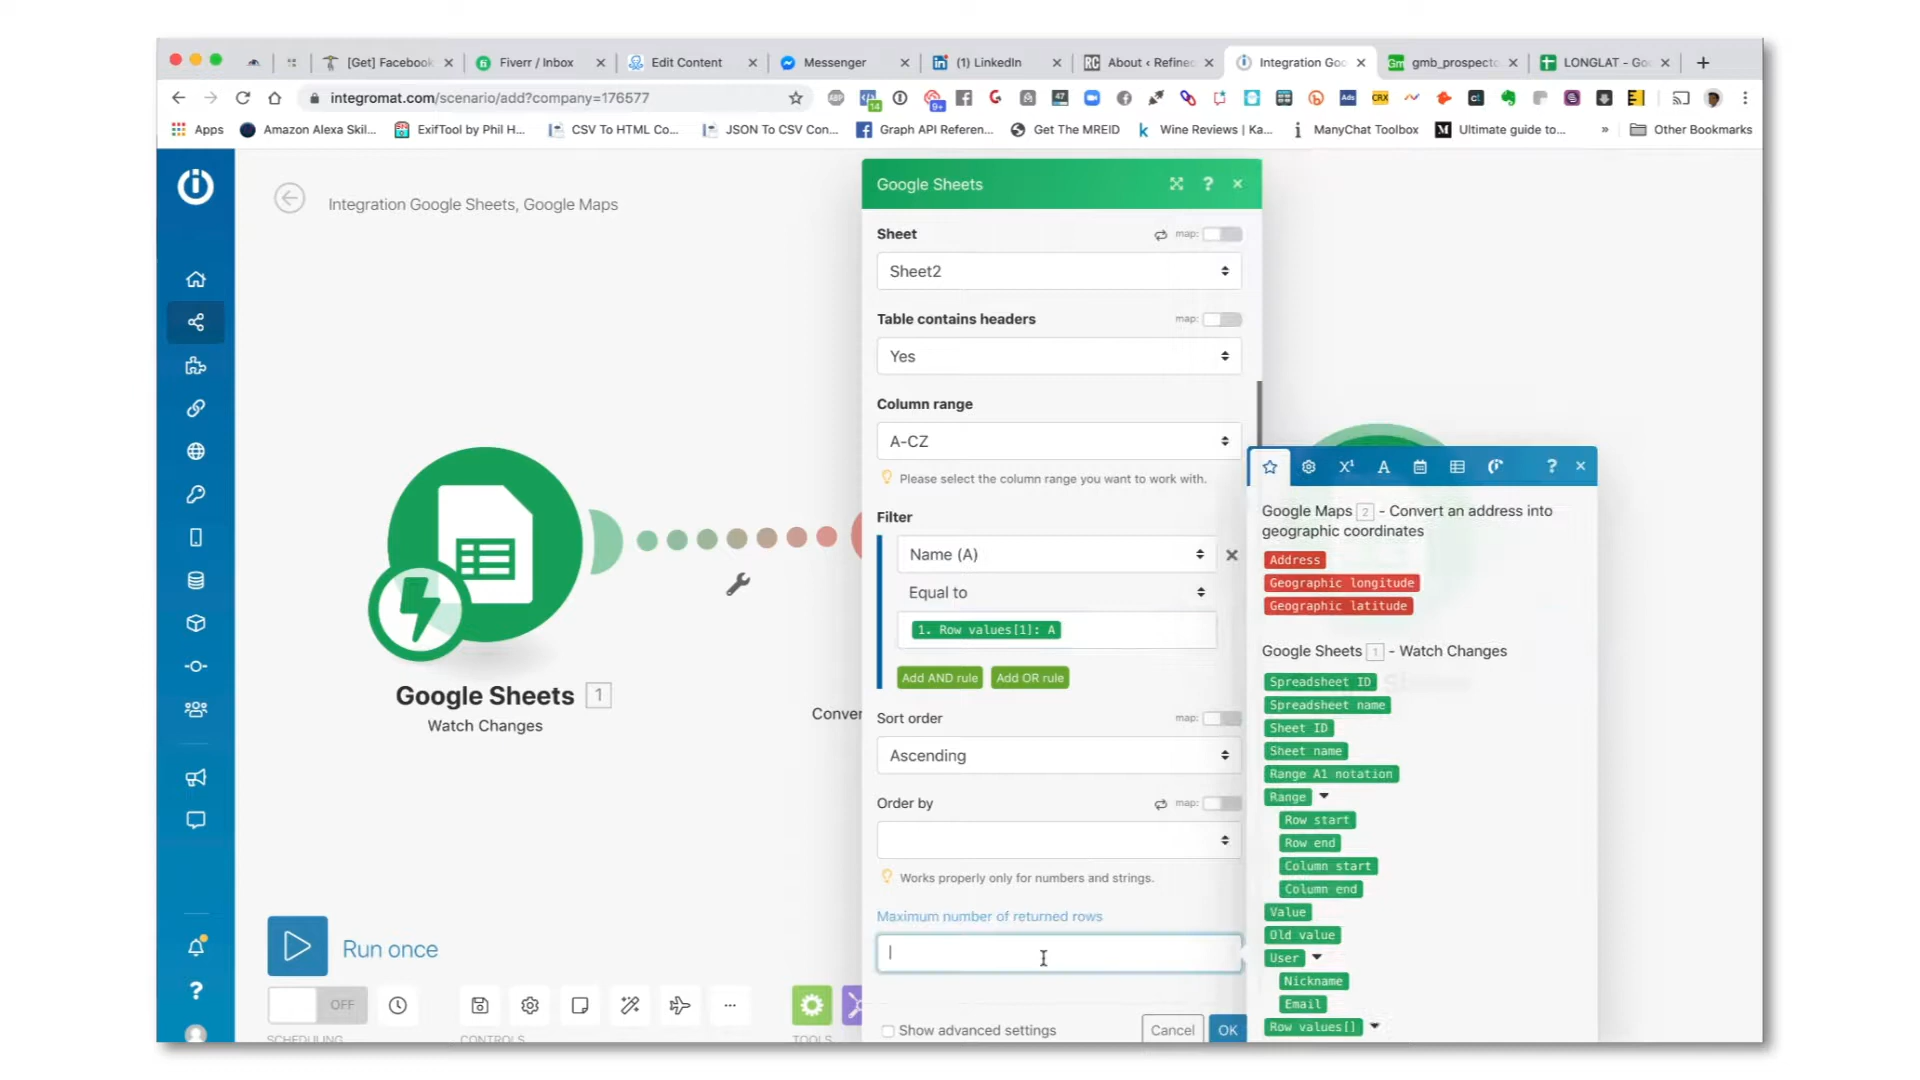 [Get] Facebook
Fiverr / Inbox
Edit Content
Messenger
(1) LinkedIn
About ‹ Refinec
Integration Goo
gmb_prospecto
LONGLAT - Go
integromat.com/scenario/add?company=176577
Apps
Amazon Alexa Skil...
ExifTool by Phil H...
CSV To HTML Co...
JSON To CSV Con...
Graph API Referen...
Get The MREID
Wine Reviews | Ka...
ManyChat Toolbox
Ultimate guide to...
»
Other Bookmarks
Integration Google Sheets, Google Maps
Google Sheets 1
Watch Changes
Conver
Google Sheets
Sheet
map:
Sheet2
Table contains headers
map:
Yes
Column range
A-CZ
Please select the column range you want to work with.
Filter
Name (A)
Equal to
1. Row values[1]: A
Add AND rule
Add OR rule
Sort order
map:
Ascending
Order by
map:
Works properly only for numbers and strings.
Maximum number of returned rows
Show advanced settings
Cancel
OK
Google Maps 2 - Convert an address into
geographic coordinates
Address
Geographic longitude
Geographic latitude
Google Sheets 1 - Watch Changes
Spreadsheet ID
Spreadsheet name
Sheet ID
Sheet name
Range A1 notation
Range
Row start
Row end
Column start
Column end
Value
Old value
User
Nickname
Email
Row values[]
Run once
OFF
SCHEDULING
CONTROLS
TOOLS